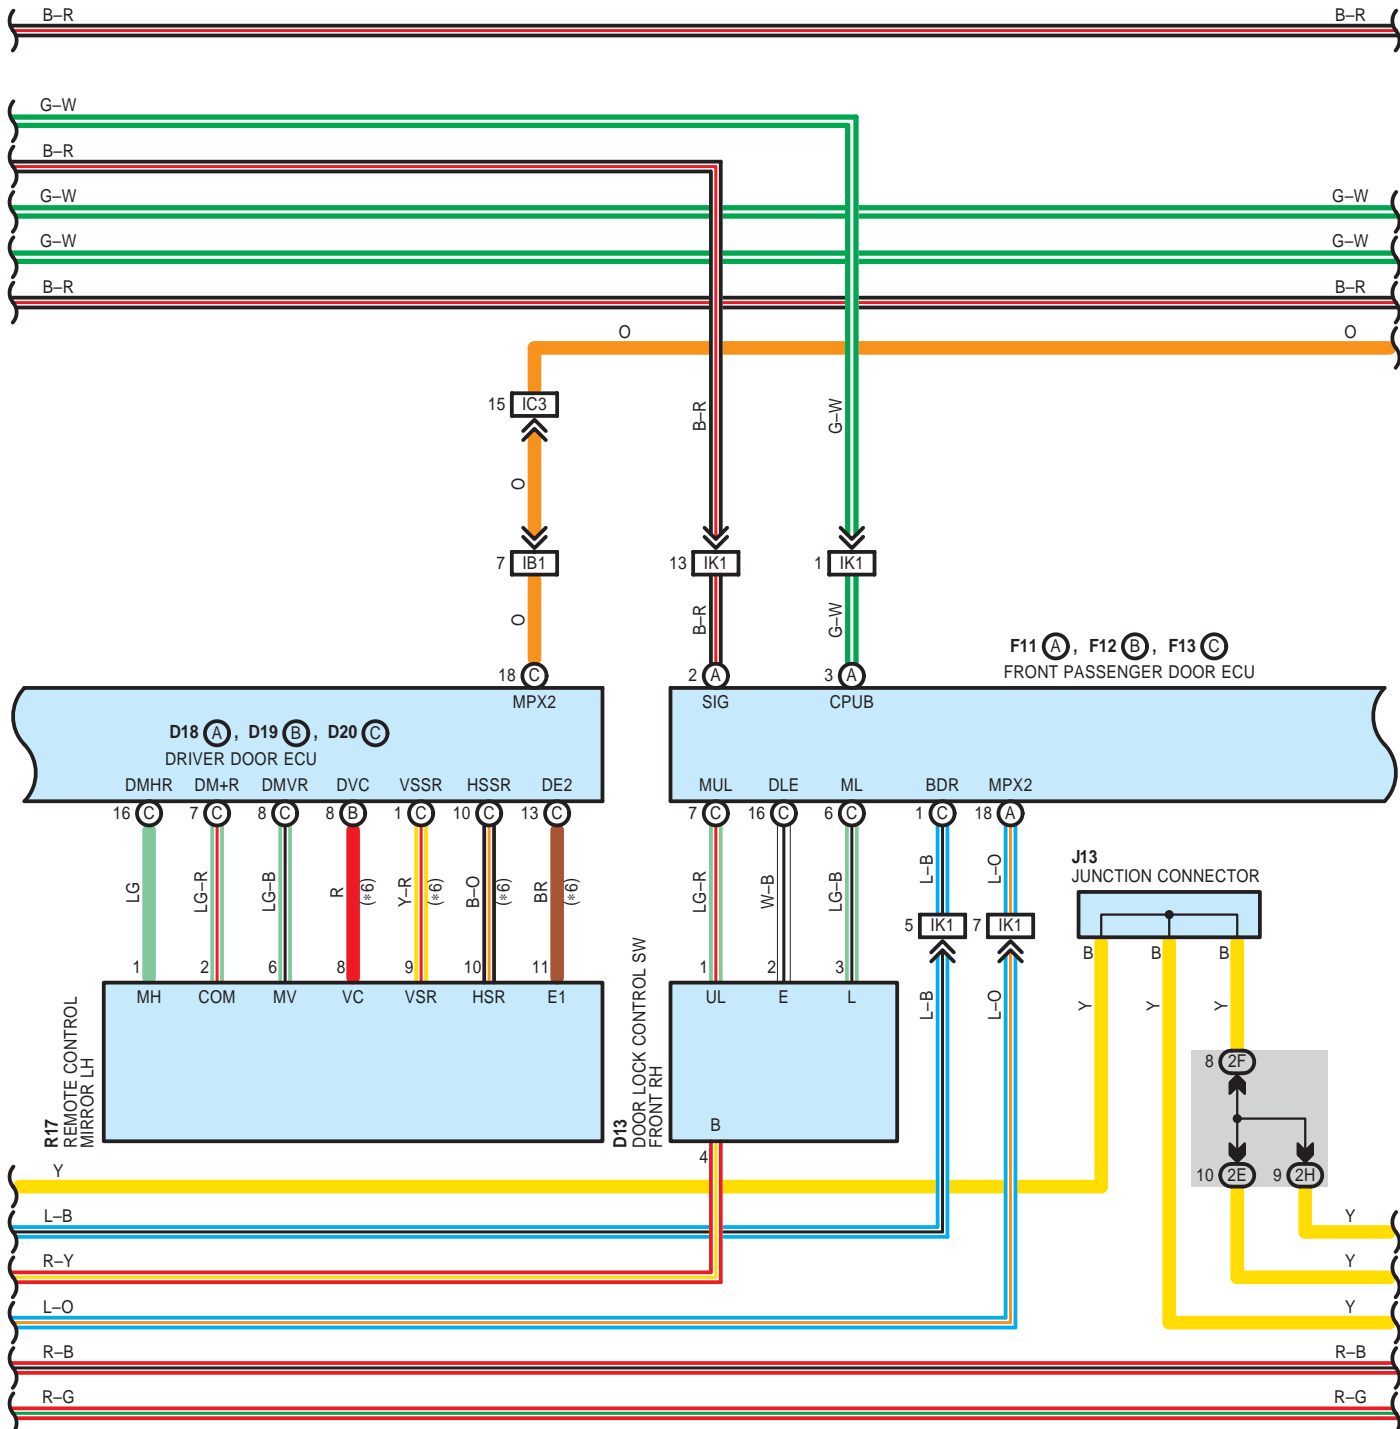 B–R B–R
G–W
B–R
G–W G–W
G–W G–W
B–R B–R
O O
15 IC3
B–R
G–W
O
7 IB1 13 IK1 1 IK1
O
B–R
G–W
F11 A, F12 B, F13 C
FRONT PASSENGER DOOR ECU
18 C 2 A 3 A
MPX2 SIG CPUB
D18 A, D19 B, D20 C
DRIVER DOOR ECU
DMHR DM+R DMVR DVC VSSR HSSR DE2 MUL DLE ML BDR MPX2
16 C 7 C 8 C 8 B 1 C 10 C 13 C 7 C 16 C 6 C 1 C 18 A
LG
LG–R
LG–B
R
(*6)
Y–R
(*6)
B–O
(*6)
BR
(*6)
LG–R
W–B
LG–B
L–B
L–O
J13
JUNCTION CONNECTOR
5 IK1 7 IK1
B B B
1 2 6 8 9 10 11 1 2 3
MH COM MV VC VSR HSR E1 UL E L
L–B
L–O
Y
Y
Y
8 2F
R17
REMOTE CONTROL
MIRROR LH
D13
DOOR LOCK CONTROL SW
FRONT RH
B
4
10 2E 9 2H
Y
L–B Y
R–Y Y
L–O Y
R–B R–B
R–G R–G